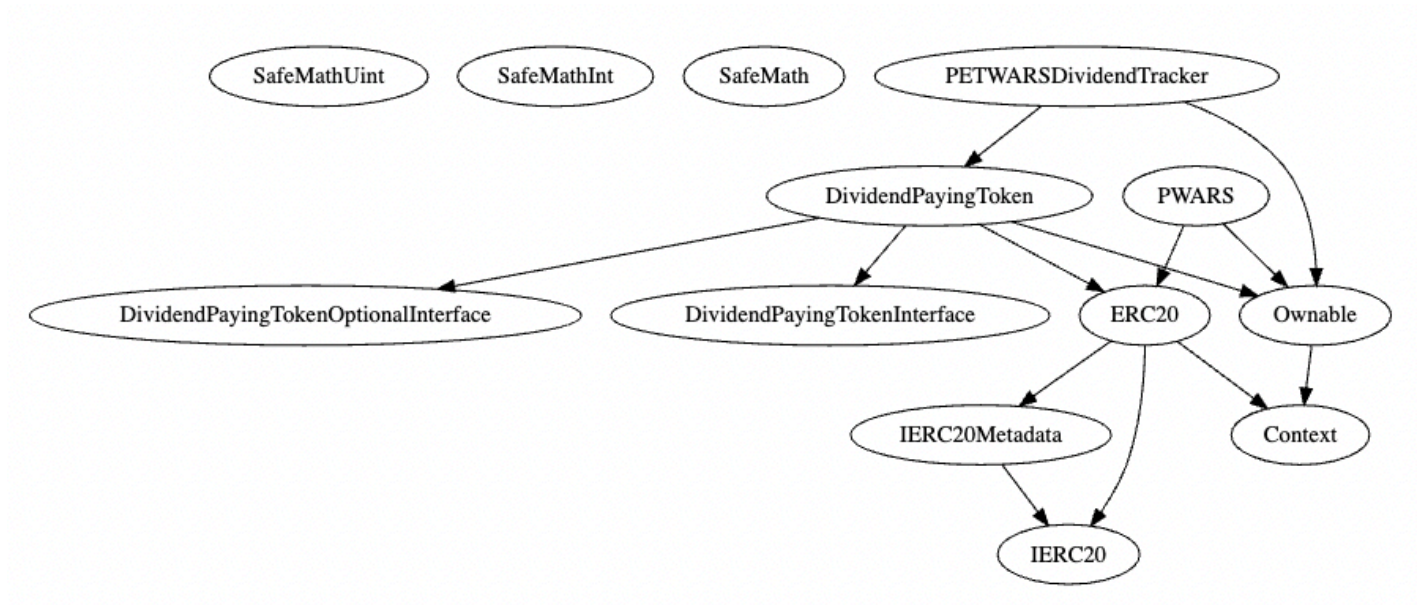 SafeMathUint
SafeMathInt
SafeMath
PETWARSDividendTracker
DividendPayingToken
PWARS
DividendPayingTokenOptionalInterface
DividendPayingTokenInterface
ERC20
Ownable
IERC20Metadata
Context
IERC20